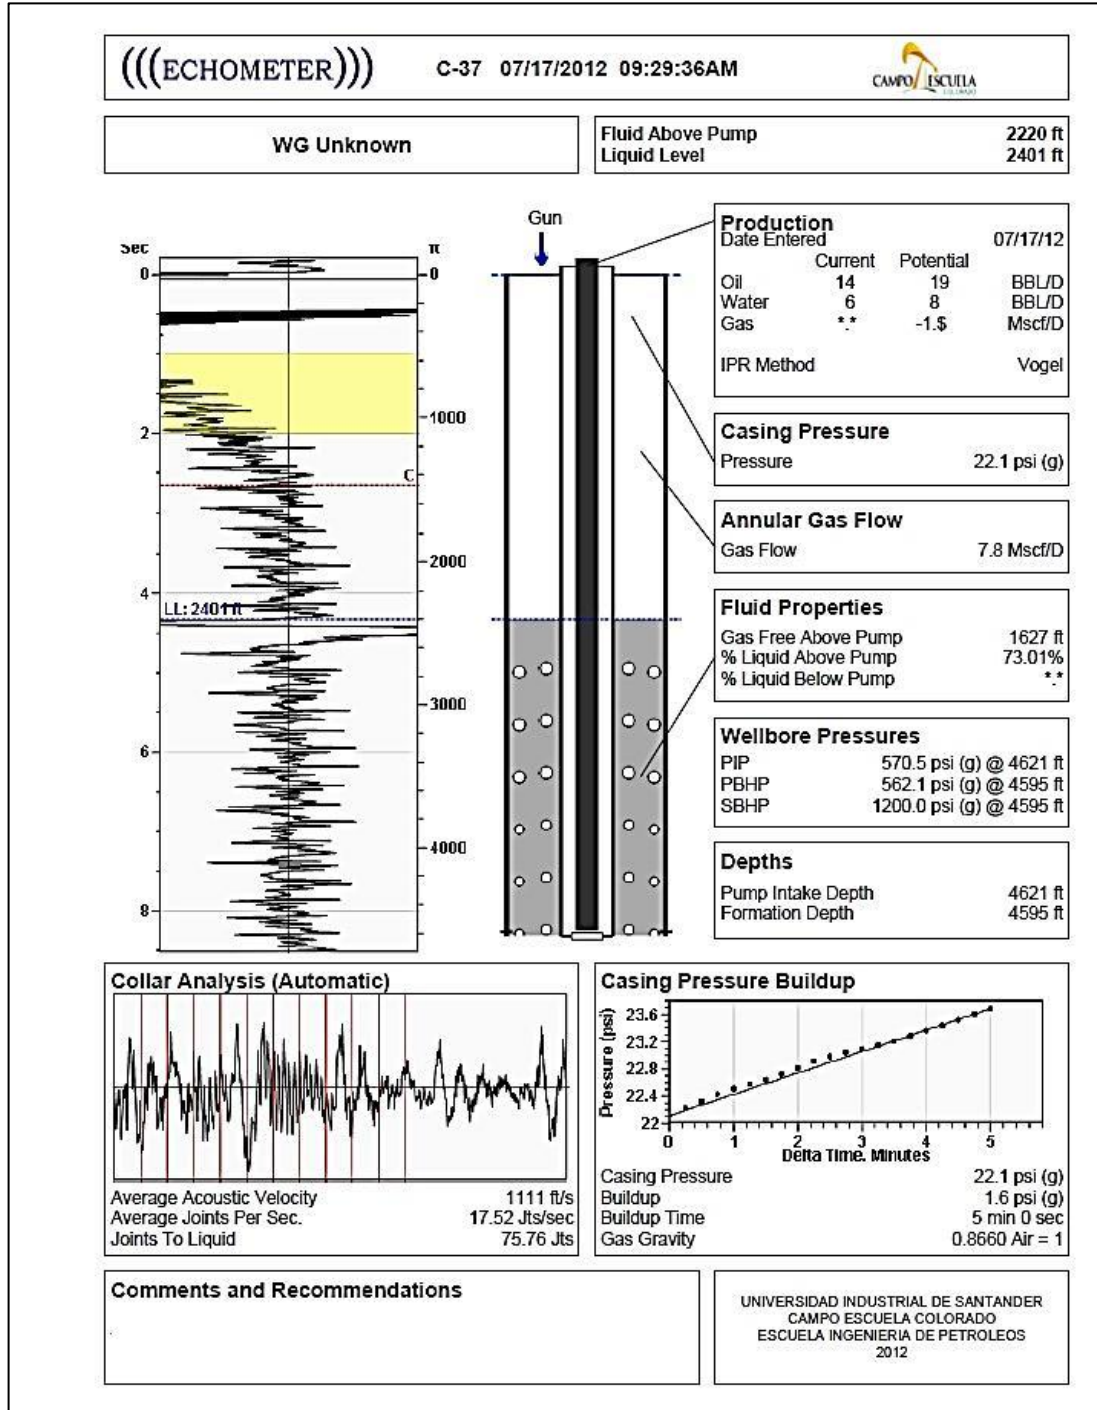 (((ECHOMETER)))
C-37 07/17/2012 09:29:36AM
CAMPO ESCUELA
COLORADO
WG Unknown
Fluid Above Pump 2220 ft
Liquid Level 2401 ft
Sec ft
0 0
1000
2
C
2000
4
LL: 2401 ft
3000
6
4000
8
Gun
Production
Date Entered 07/17/12
Current Potential
Oil 14 19 BBL/D
Water 6 8 BBL/D
Gas *.* -1.$ Mscf/D
IPR Method Vogel
Casing Pressure
Pressure 22.1 psi (g)
Annular Gas Flow
Gas Flow 7.8 Mscf/D
Fluid Properties
Gas Free Above Pump 1627 ft
% Liquid Above Pump 73.01%
% Liquid Below Pump *.*
Wellbore Pressures
PIP 570.5 psi (g) @ 4621 ft
PBHP 562.1 psi (g) @ 4595 ft
SBHP 1200.0 psi (g) @ 4595 ft
Depths
Pump Intake Depth 4621 ft
Formation Depth 4595 ft
Collar Analysis (Automatic)
Average Acoustic Velocity 1111 ft/s
Average Joints Per Sec. 17.52 Jts/sec
Joints To Liquid 75.76 Jts
Casing Pressure Buildup
Pressure (psi)
23.6
23.2
22.8
22.4
22
0 1 2 3 4 5
Delta Time. Minutes
Casing Pressure 22.1 psi (g)
Buildup 1.6 psi (g)
Buildup Time 5 min 0 sec
Gas Gravity 0.8660 Air = 1
Comments and Recommendations
.
UNIVERSIDAD INDUSTRIAL DE SANTANDER
CAMPO ESCUELA COLORADO
ESCUELA INGENIERIA DE PETROLEOS
2012